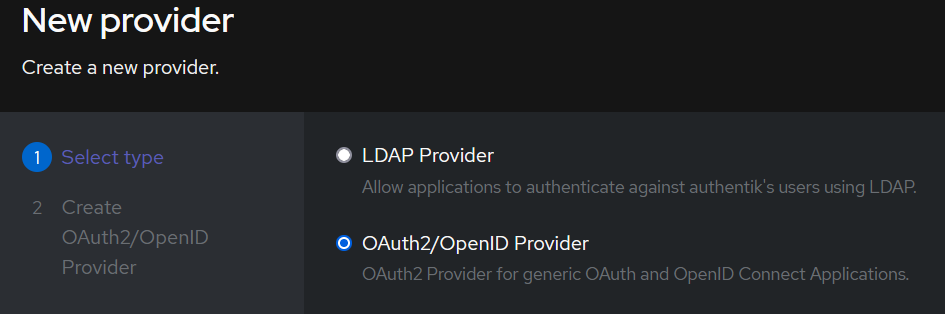 New provider
Create a new provider.
1 Select type
2 Create
OAuth2/OpenID
Provider
LDAP Provider
Allow applications to authenticate against authentik's users using LDAP.
OAuth2/OpenID Provider
OAuth2 Provider for generic OAuth and OpenID Connect Applications.